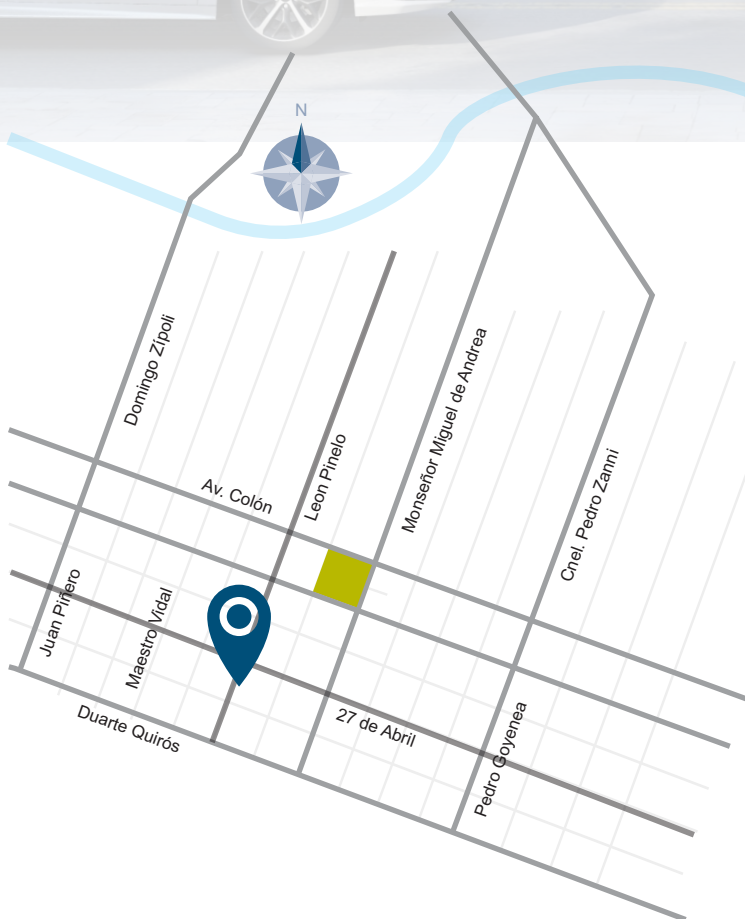 N
Domingo Zípoli
Leon Pinelo
Monseñor Miguel de Andrea
Av. Colón
Cnel. Pedro Zanni
Juan Piñero
Maestro Vidal
Duarte Quirós
27 de Abril
Pedro Goyenea